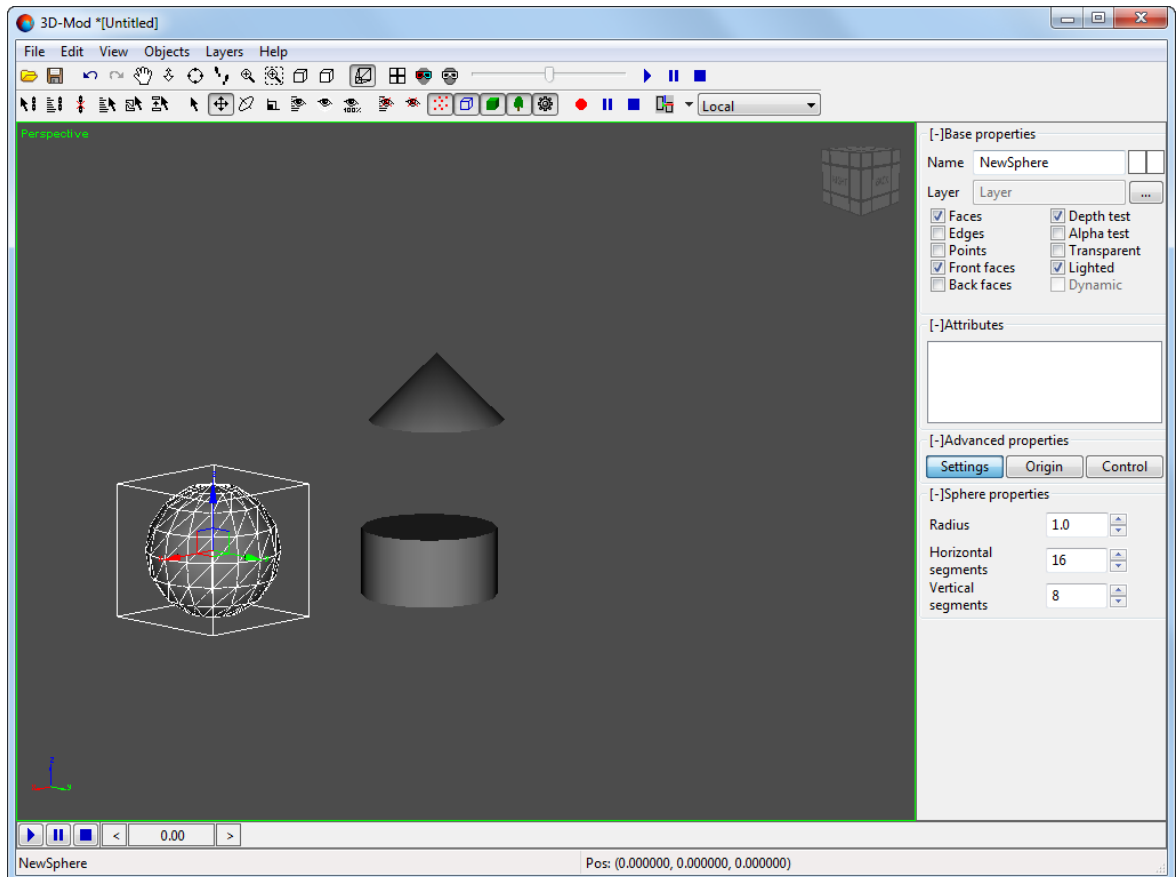 3D-Mod *[Untitled]
File Edit View Objects Layers Help
100%
Local
Perspective
[-]Base properties
Name NewSphere
Layer Layer ...
Faces Depth test
Edges Alpha test
Points Transparent
Front faces Lighted
Back faces Dynamic
[-]Attributes
[-]Advanced properties
Settings Origin Control
[-]Sphere properties
Radius 1.0
Horizontal
segments 16
Vertical
segments 8
z
y
< 0.00 >
NewSphere Pos: (0.000000, 0.000000, 0.000000)